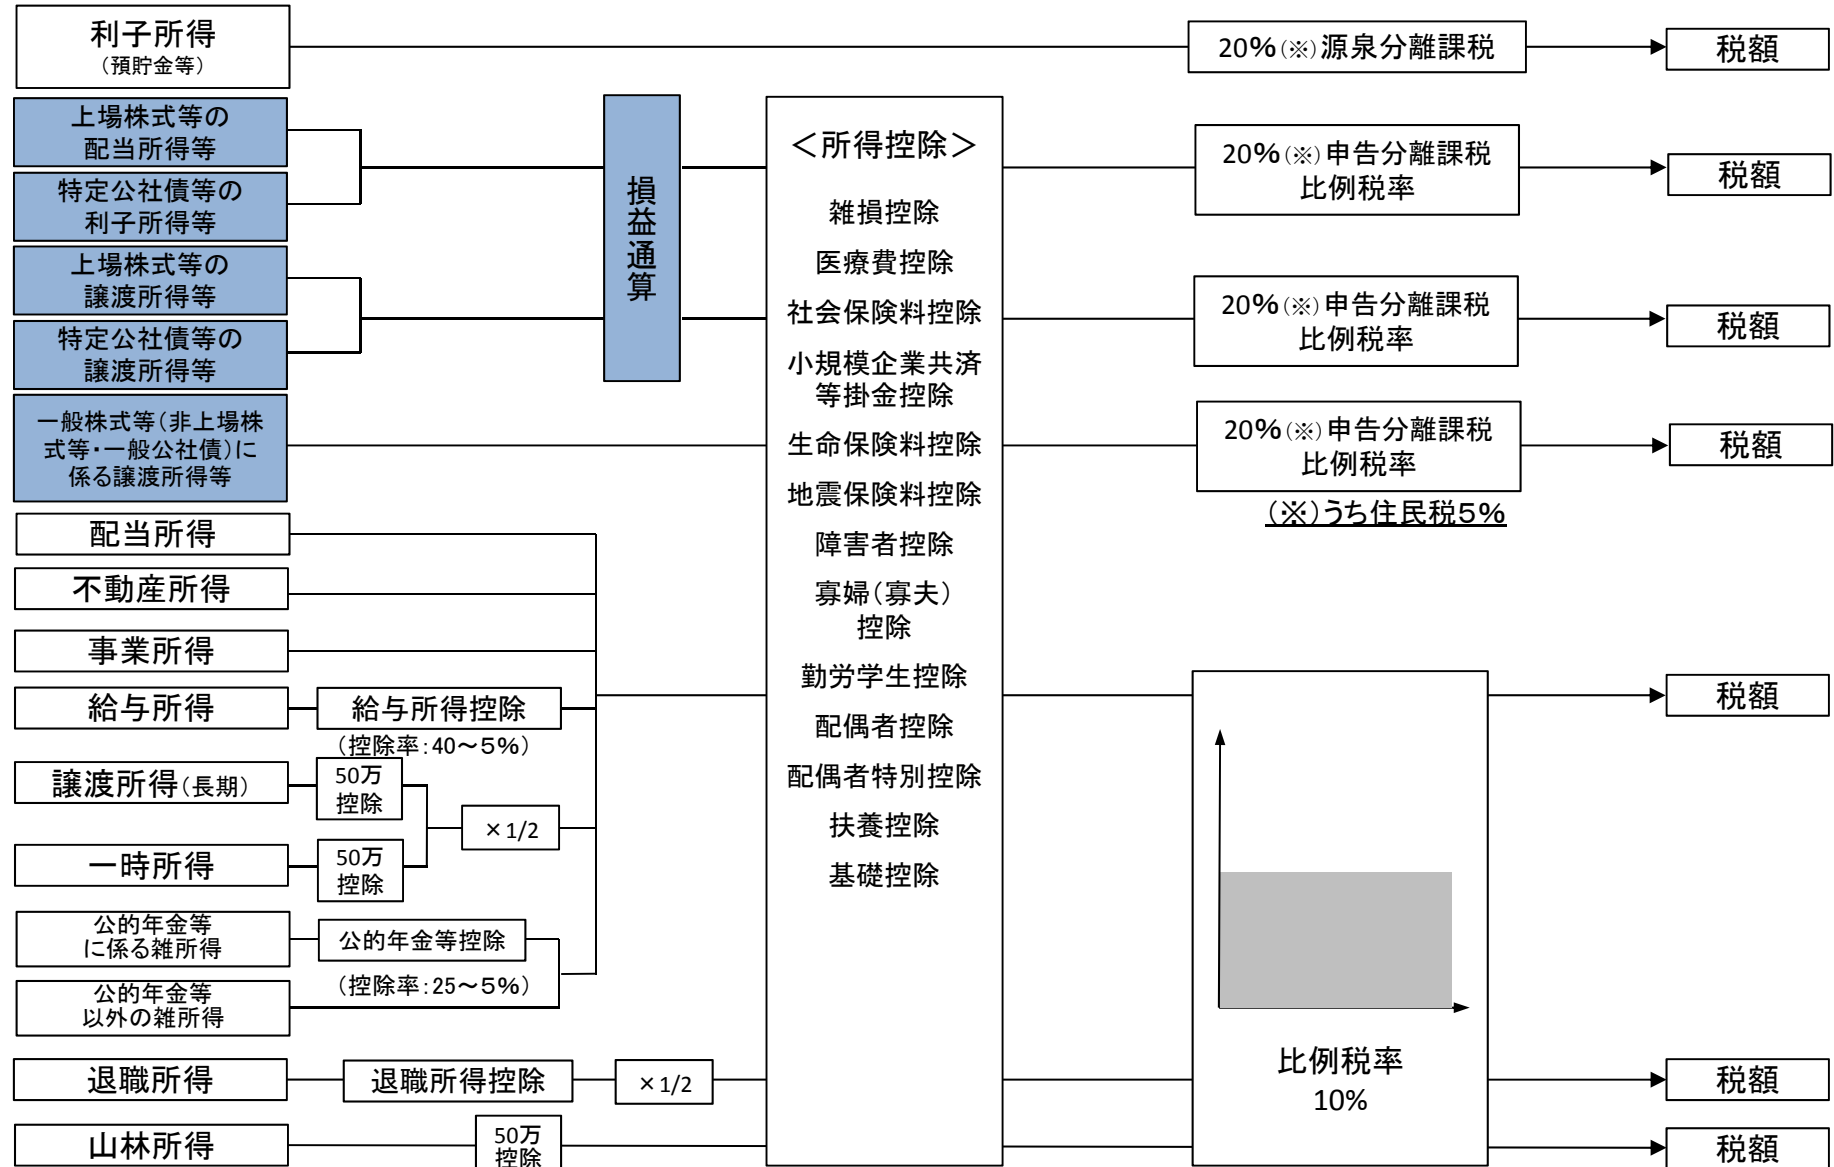 利子所得
（預貯金等）
20%（※）源泉分離課税
税額
上場株式等の
配当所得等
特定公社債等の
利子所得等
上場株式等の
譲渡所得等
特定公社債等の
譲渡所得等
一般株式等（非上場株
式等・一般公社債）に
係る譲渡所得等
損益通算
＜所得控除＞
雑損控除
医療費控除
社会保険料控除
小規模企業共済
等掛金控除
生命保険料控除
地震保険料控除
障害者控除
寡婦（寡夫）
控除
勤労学生控除
配偶者控除
配偶者特別控除
扶養控除
基礎控除
20%（※）申告分離課税
比例税率
税額
20%（※）申告分離課税
比例税率
税額
20%（※）申告分離課税
比例税率
税額
（※）うち住民税5%
配当所得
不動産所得
事業所得
給与所得
給与所得控除
（控除率：40～5%）
税額
譲渡所得（長期）
50万
控除
×1/2
一時所得
50万
控除
公的年金等
に係る雑所得
公的年金等控除
（控除率：25～5%）
公的年金等
以外の雑所得
退職所得
退職所得控除
×1/2
比例税率
10%
税額
山林所得
50万
控除
税額